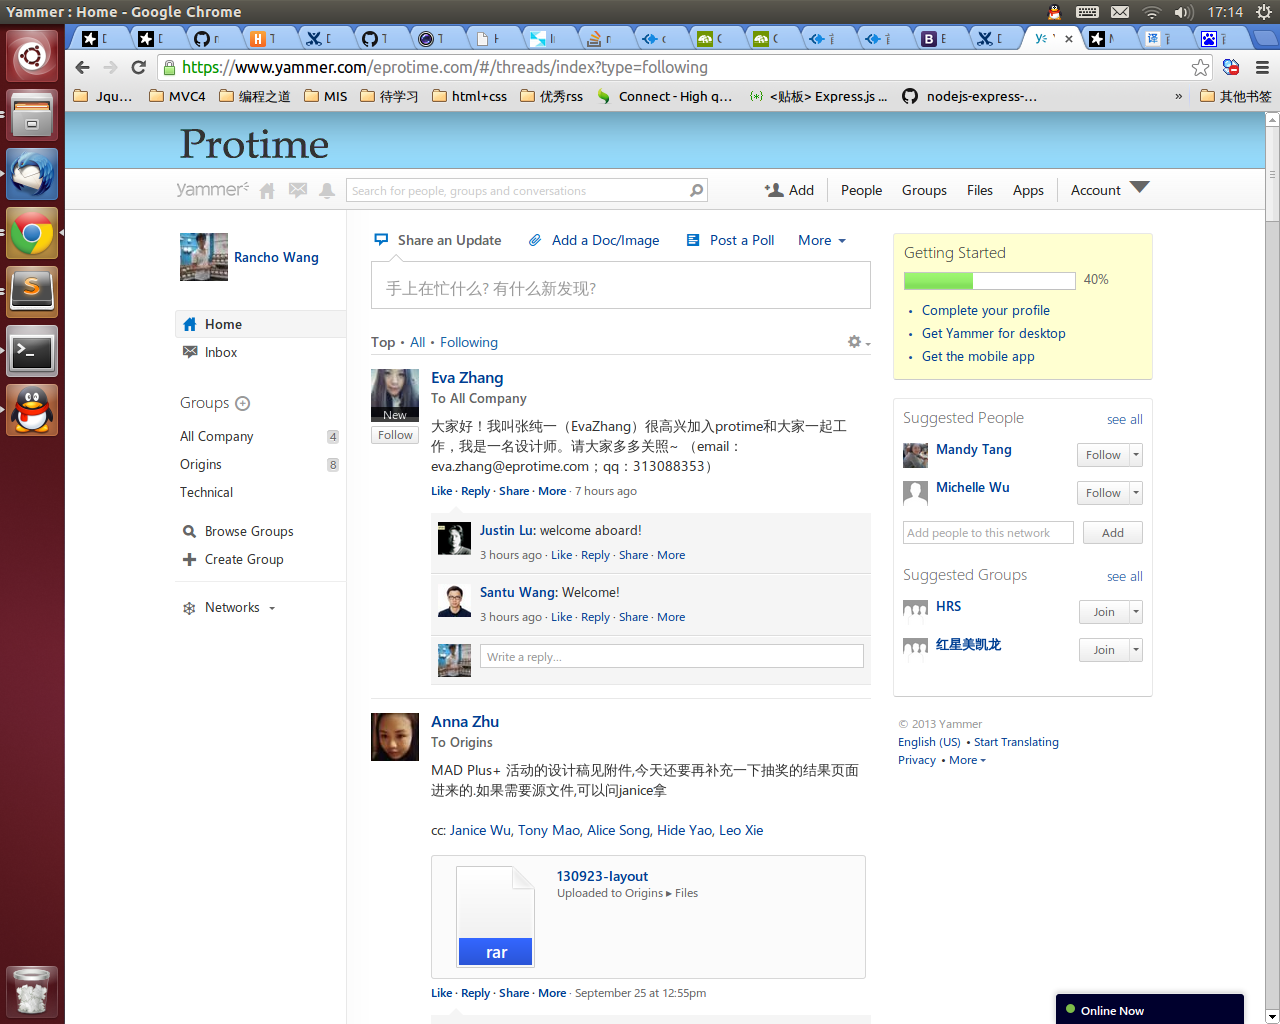 Yammer : Home - Google Chrome
17:14
https://www.yammer.com/eprotime.com/#/threads/index?type=following
Jqu...
MVC4
编程之道
MIS
待学习
html+css
优秀rss
Connect - High q...
<贴板> Express.js ...
nodejs-express-...
»
其他书签
Protime
yammer
Search for people, groups and conversations
Add
People
Groups
Files
Apps
Account
Rancho Wang
Home
Inbox
Groups
All Company 4
Origins 8
Technical
Browse Groups
Create Group
Networks
Share an Update
Add a Doc/Image
Post a Poll
More
手上在忙什么? 有什么新发现?
Top • All • Following
Eva Zhang
To All Company
New
Follow
大家好！我叫张纯一（EvaZhang）很高兴加入protime和大家一起工
作，我是一名设计师。请大家多多关照~ （email：
eva.zhang@eprotime.com；qq：313088353）
Like · Reply · Share · More · 7 hours ago
Justin Lu: welcome aboard!
3 hours ago · Like · Reply · Share · More
Santu Wang: Welcome!
3 hours ago · Like · Reply · Share · More
Write a reply...
Anna Zhu
To Origins
MAD Plus+ 活动的设计稿见附件,今天还要再补充一下抽奖的结果页面
进来的.如果需要源文件,可以问janice拿
cc: Janice Wu, Tony Mao, Alice Song, Hide Yao, Leo Xie
130923-layout
Uploaded to Origins ▸ Files
rar
Like · Reply · Share · More · September 25 at 12:55pm
Getting Started
40%
• Complete your profile
• Get Yammer for desktop
• Get the mobile app
Suggested People
see all
Mandy Tang
Follow
Michelle Wu
Follow
Add people to this network
Add
Suggested Groups
see all
HRS
Join
红星美凯龙
Join
© 2013 Yammer
English (US) • Start Translating
Privacy • More
Online Now